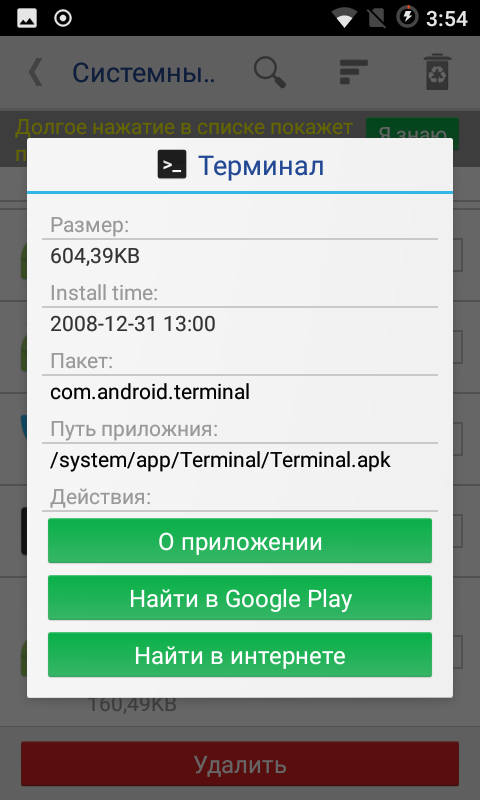 3:54
Системны..
Долгое нажатие в списке покажет
Я знаю
Терминал
Размер:
604,39KB
Install time:
2008-12-31 13:00
Пакет:
com.android.terminal
Путь приложния:
/system/app/Terminal/Terminal.apk
Действия:
О приложении
Найти в Google Play
Найти в интернете
160,49KB
Удалить